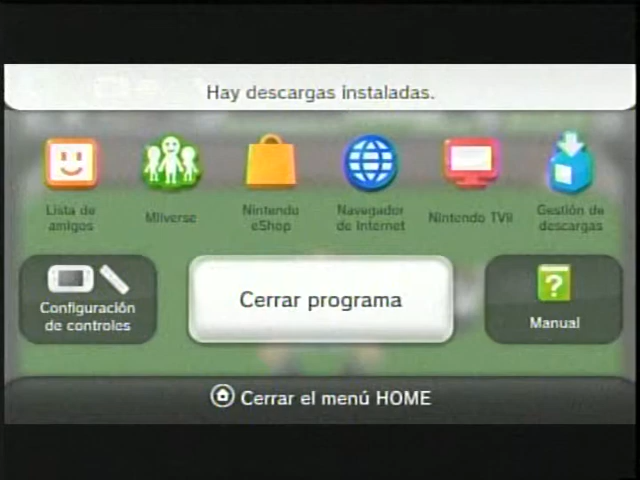 Hay descargas instaladas.
Lista de
amigos
Miiverse
Nintendo
eShop
Navegador
de Internet
Nintendo TVii
Gestión de
descargas
Configuración
de controles
Cerrar programa
?
Manual
Cerrar el menú HOME